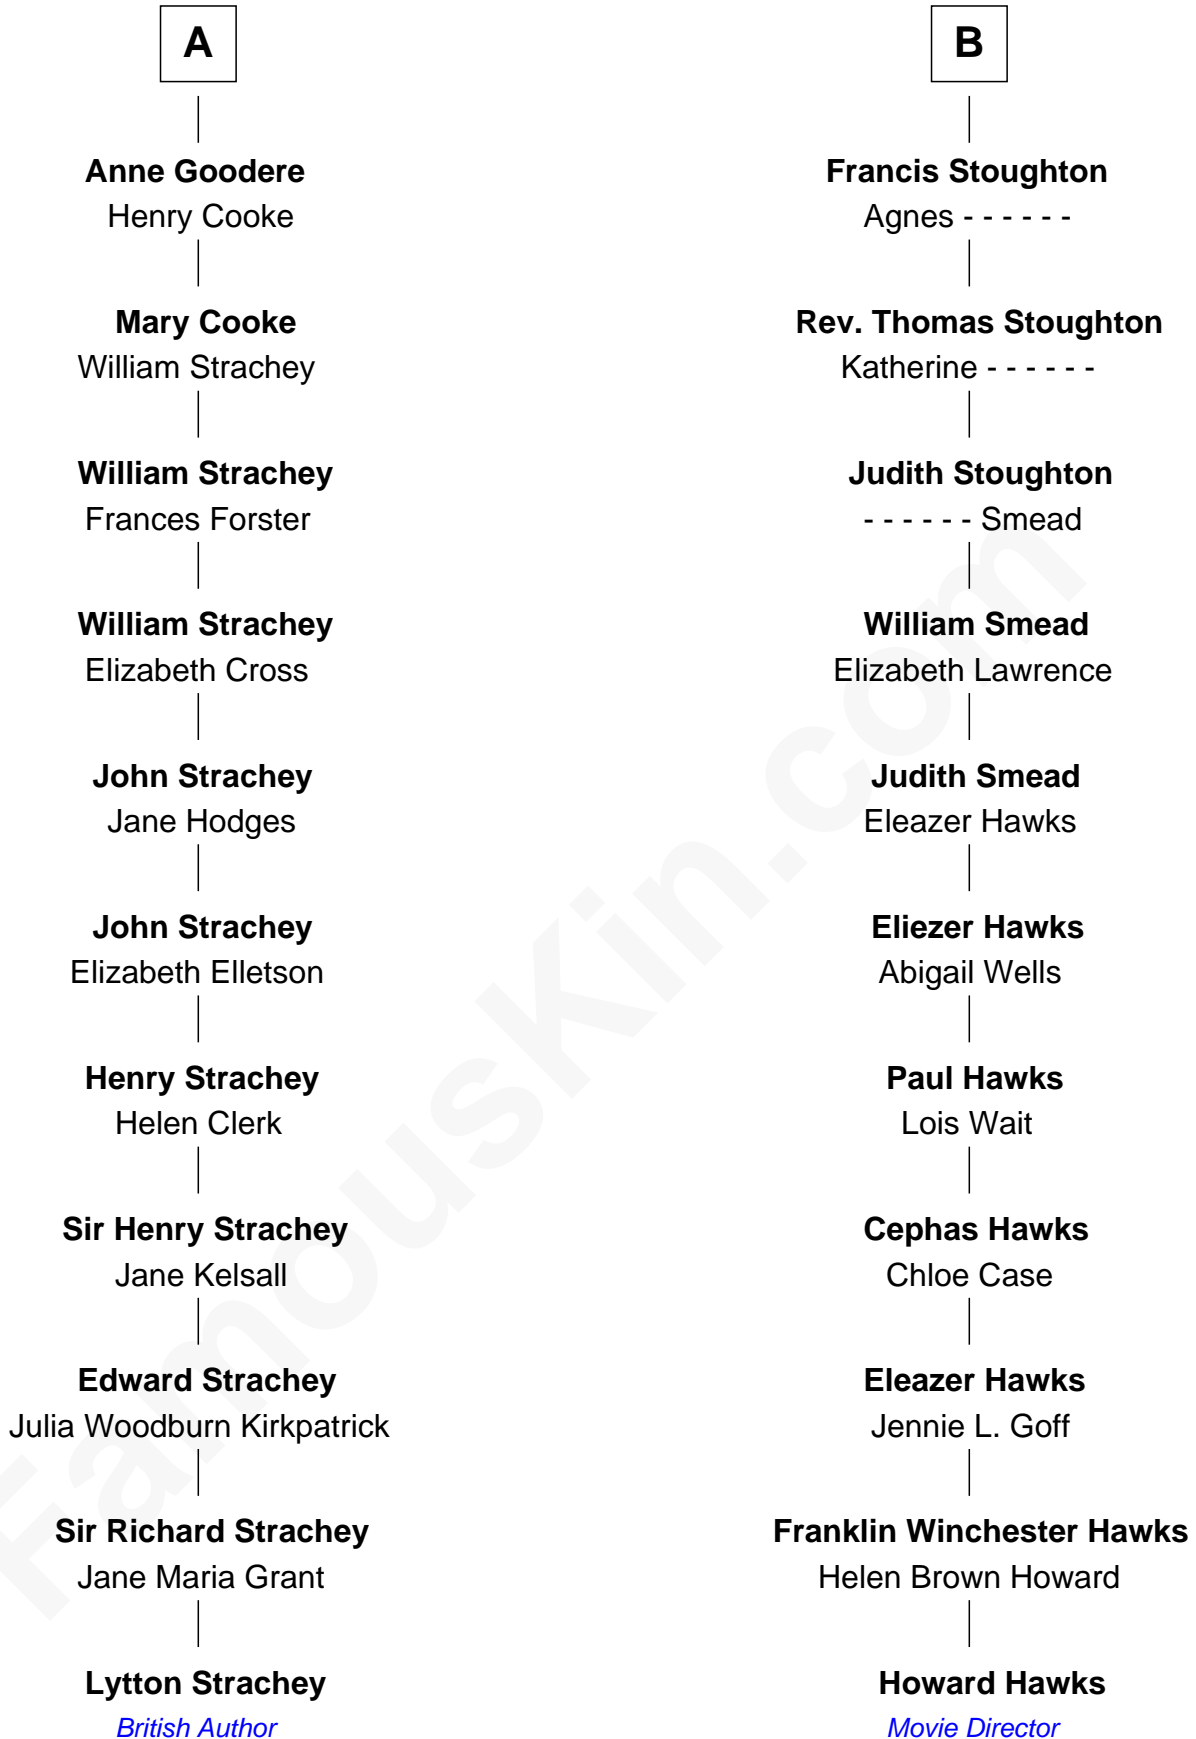 A
Anne Goodere
Henry Cooke
Mary Cooke
William Strachey
William Strachey
Frances Forster
William Strachey
Elizabeth Cross
John Strachey
Jane Hodges
John Strachey
Elizabeth Elletson
Henry Strachey
Helen Clerk
Sir Henry Strachey
Jane Kelsall
Edward Strachey
Julia Woodburn Kirkpatrick
Sir Richard Strachey
Jane Maria Grant
Lytton Strachey
British Author
B
Francis Stoughton
Agnes - - - - - -
Rev. Thomas Stoughton
Katherine - - - - - -
Judith Stoughton
- - - - - - Smead
William Smead
Elizabeth Lawrence
Judith Smead
Eleazer Hawks
Eliezer Hawks
Abigail Wells
Paul Hawks
Lois Wait
Cephas Hawks
Chloe Case
Eleazer Hawks
Jennie L. Goff
Franklin Winchester Hawks
Helen Brown Howard
Howard Hawks
Movie Director
FamousKin.com